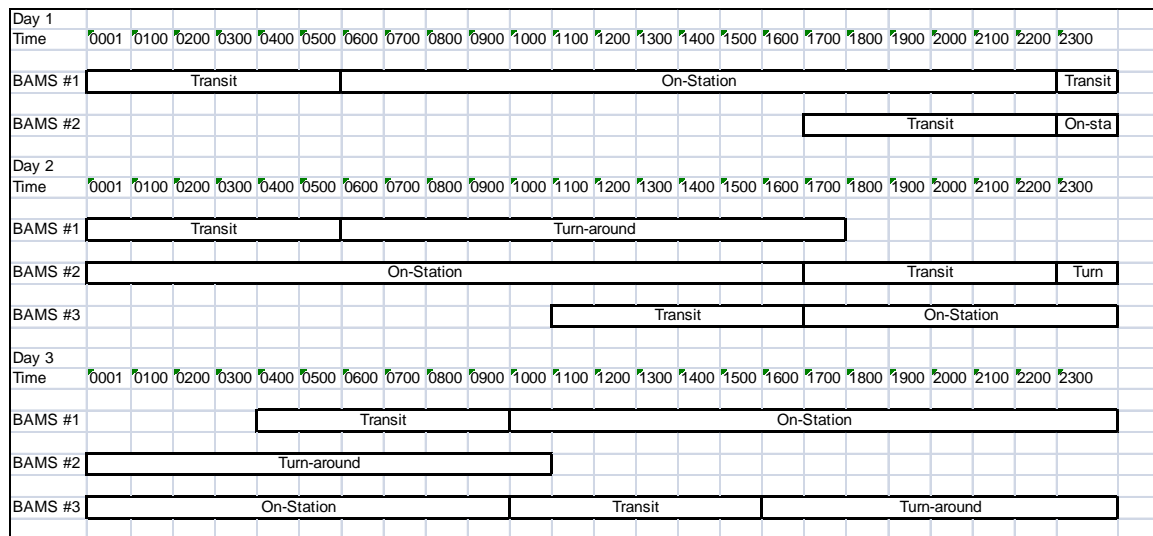 Day 1
Time 0001 0100 0200 0300 0400 0500 0600 0700 0800 0900 1000 1100 1200 1300 1400 1500 1600 1700 1800 1900 2000 2100 2200 2300
BAMS #1 Transit On-Station Transit
BAMS #2 Transit On-sta
Day 2
Time 0001 0100 0200 0300 0400 0500 0600 0700 0800 0900 1000 1100 1200 1300 1400 1500 1600 1700 1800 1900 2000 2100 2200 2300
BAMS #1 Transit Turn-around
BAMS #2 On-Station Transit Turn
BAMS #3 Transit On-Station
Day 3
Time 0001 0100 0200 0300 0400 0500 0600 0700 0800 0900 1000 1100 1200 1300 1400 1500 1600 1700 1800 1900 2000 2100 2200 2300
BAMS #1 Transit On-Station
BAMS #2 Turn-around
BAMS #3 On-Station Transit Turn-around